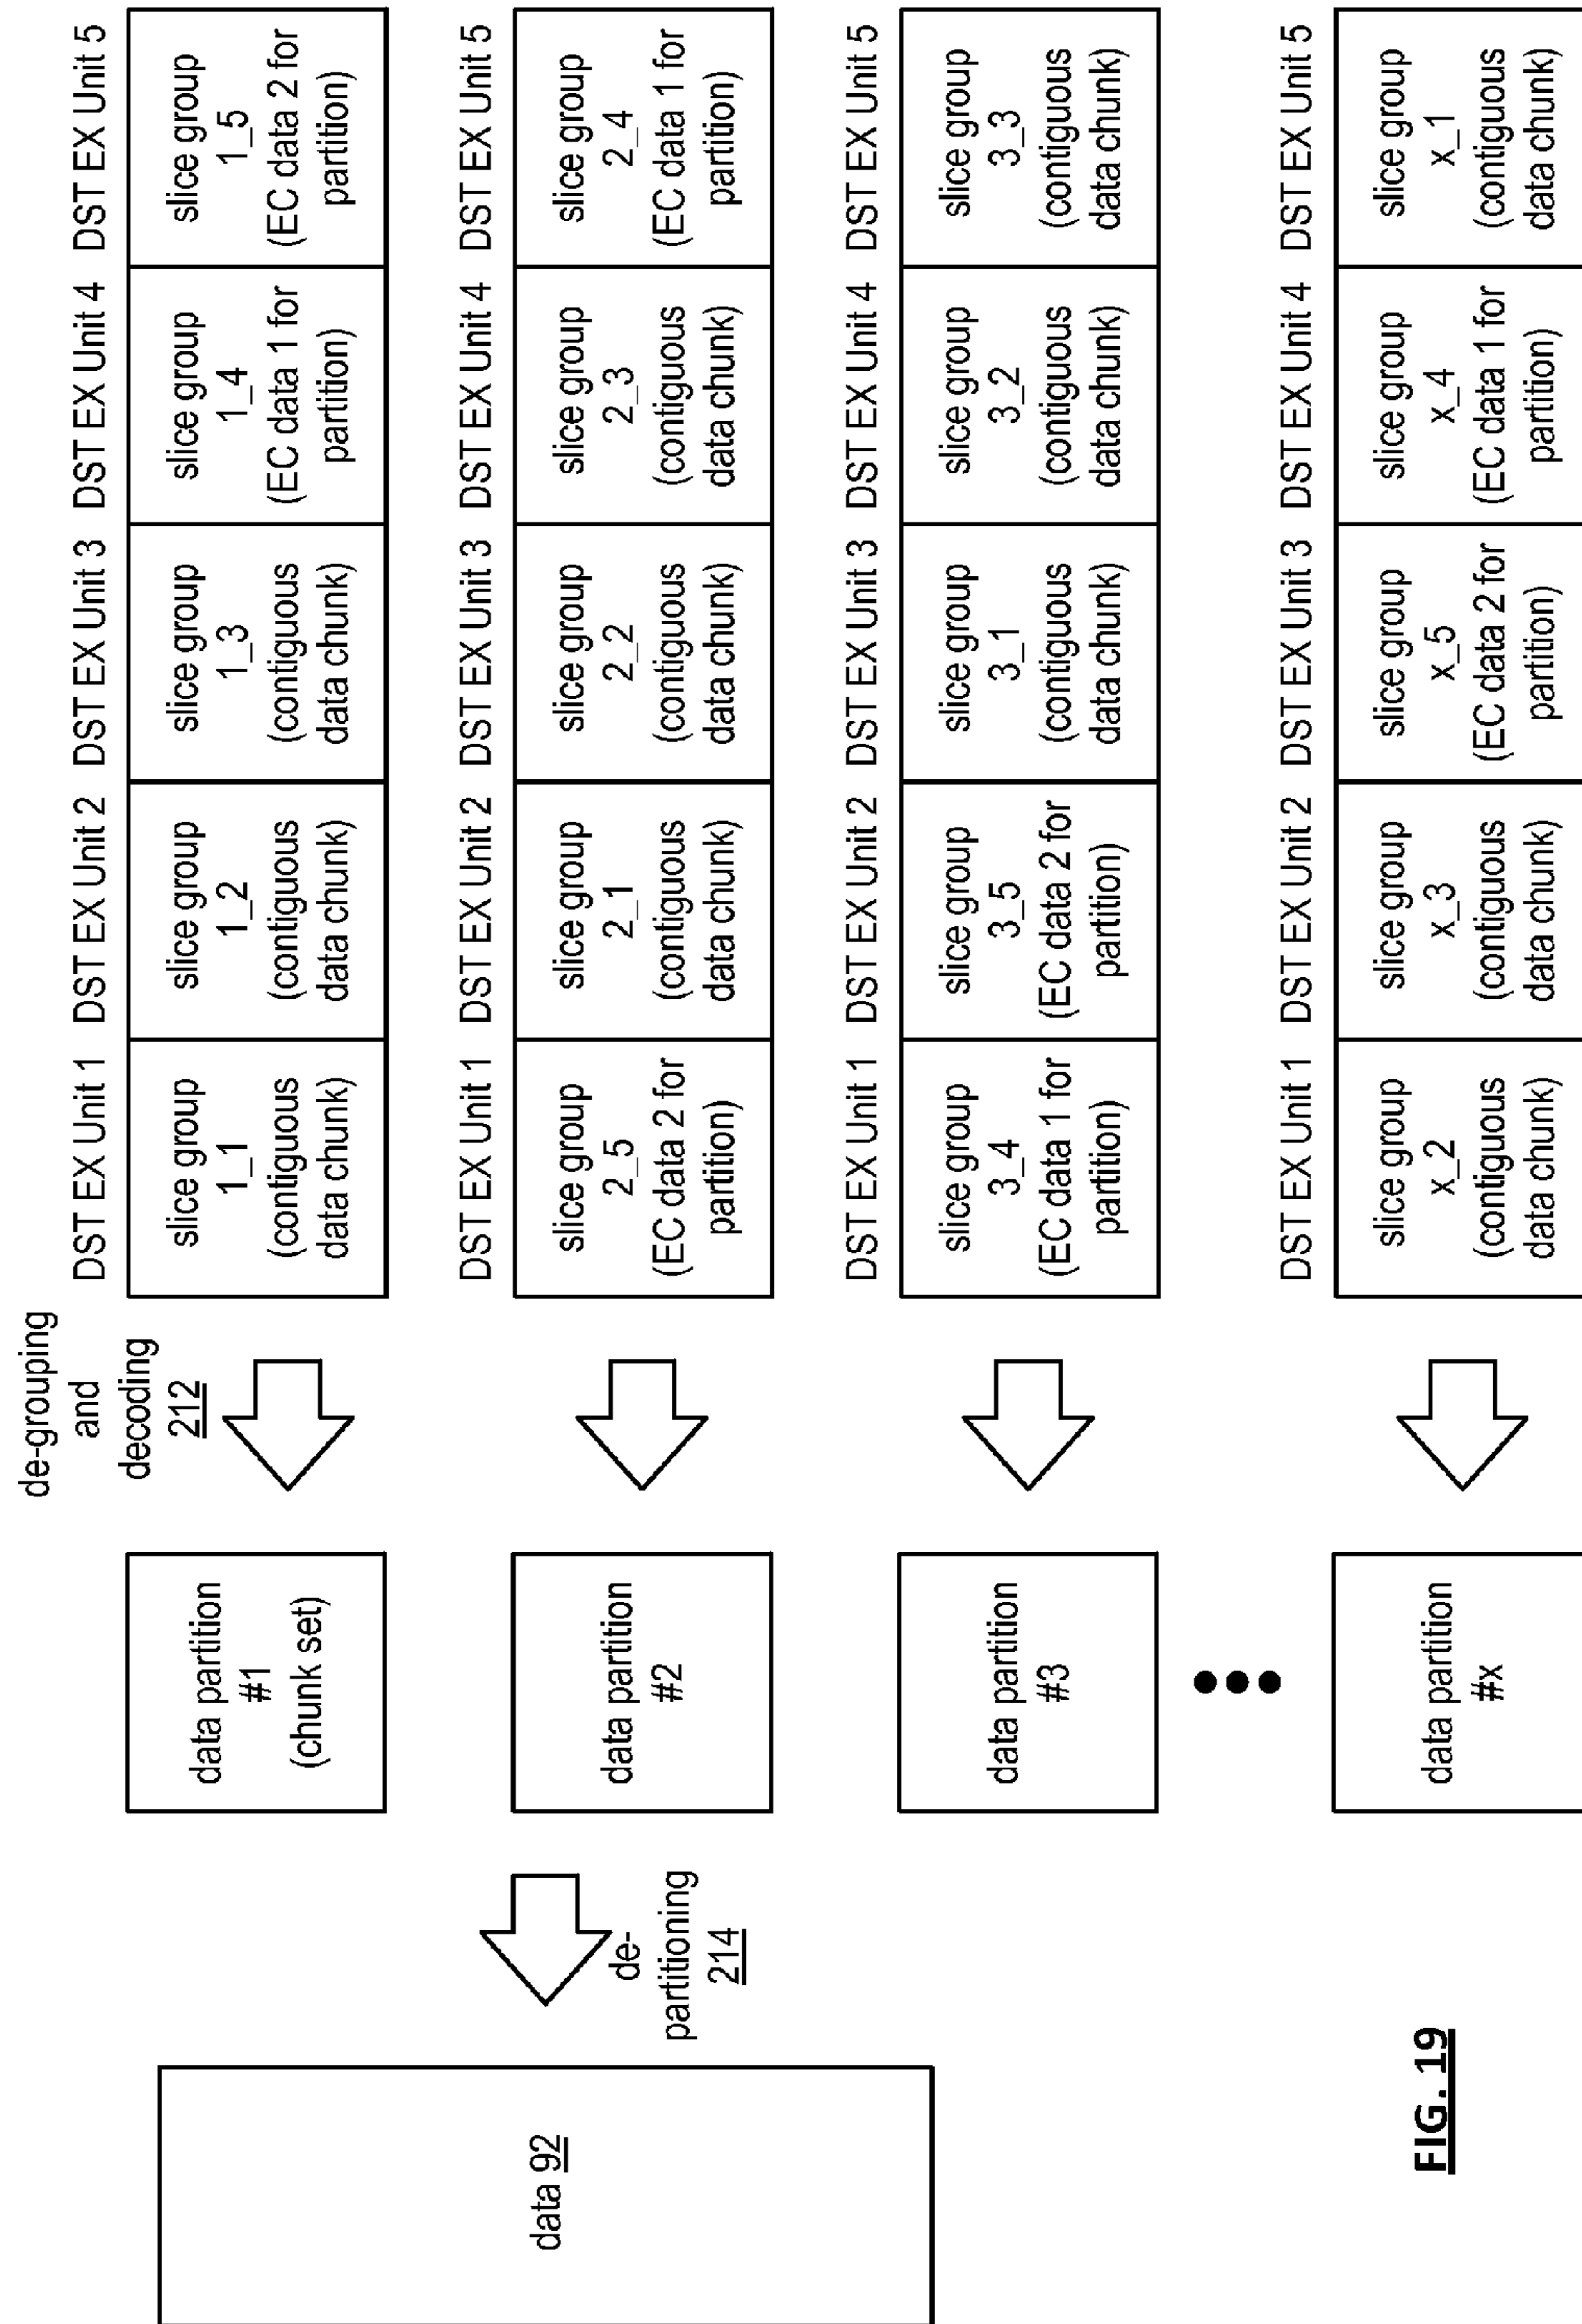 de-grouping
and
decoding
212
data 92
de-
partitioning
214
data partition
#1
(chunk set)
DST EX Unit 1
DST EX Unit 2
DST EX Unit 3
DST EX Unit 4
DST EX Unit 5
slice group
1_1
(contiguous
data chunk)
slice group
1_2
(contiguous
data chunk)
slice group
1_3
(contiguous
data chunk)
slice group
1_4
(EC data 1 for
partition)
slice group
1_5
(EC data 2 for
partition)
data partition
#2
DST EX Unit 1
DST EX Unit 2
DST EX Unit 3
DST EX Unit 4
DST EX Unit 5
slice group
2_5
(EC data 2 for
partition)
slice group
2_1
(contiguous
data chunk)
slice group
2_2
(contiguous
data chunk)
slice group
2_3
(contiguous
data chunk)
slice group
2_4
(EC data 1 for
partition)
data partition
#3
DST EX Unit 1
DST EX Unit 2
DST EX Unit 3
DST EX Unit 4
DST EX Unit 5
slice group
3_4
(EC data 1 for
partition)
slice group
3_5
(EC data 2 for
partition)
slice group
3_1
(contiguous
data chunk)
slice group
3_2
(contiguous
data chunk)
slice group
3_3
(contiguous
data chunk)
data partition
#x
DST EX Unit 1
DST EX Unit 2
DST EX Unit 3
DST EX Unit 4
DST EX Unit 5
slice group
x_2
(contiguous
data chunk)
slice group
x_3
(contiguous
data chunk)
slice group
x_5
(EC data 2 for
partition)
slice group
x_4
(EC data 1 for
partition)
slice group
x_1
(contiguous
data chunk)
FIG. 19